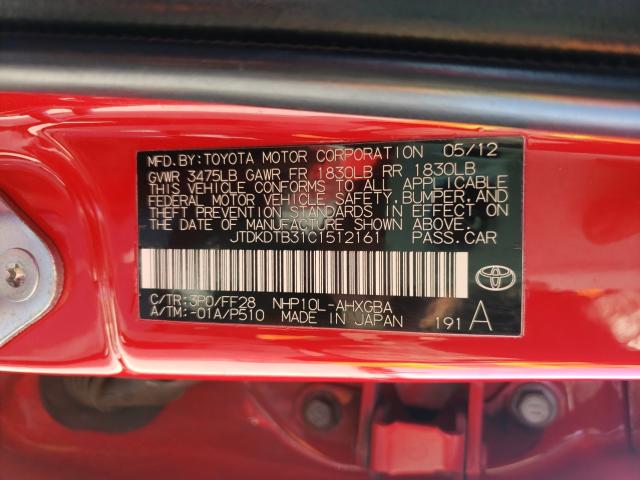 MFD.BY:TOYOTA MOTOR CORPORATION 05/12
GVWR 3475LB GAWR FR 1830LB RR 1830LB
THIS VEHICLE CONFORMS TO ALL APPLICABLE
FEDERAL MOTOR VEHICLE SAFETY,BUMPER,AND
THEFT PREVENTION STANDARDS IN EFFECT ON
THE DATE OF MANUFACTURE SHOWN ABOVE.
JTDKDTB31C1512161 PASS.CAR
C/TR:3P0/FF28 NHP10L-AHXGBA
A/TM:-01A/P510 MADE IN JAPAN 191 A